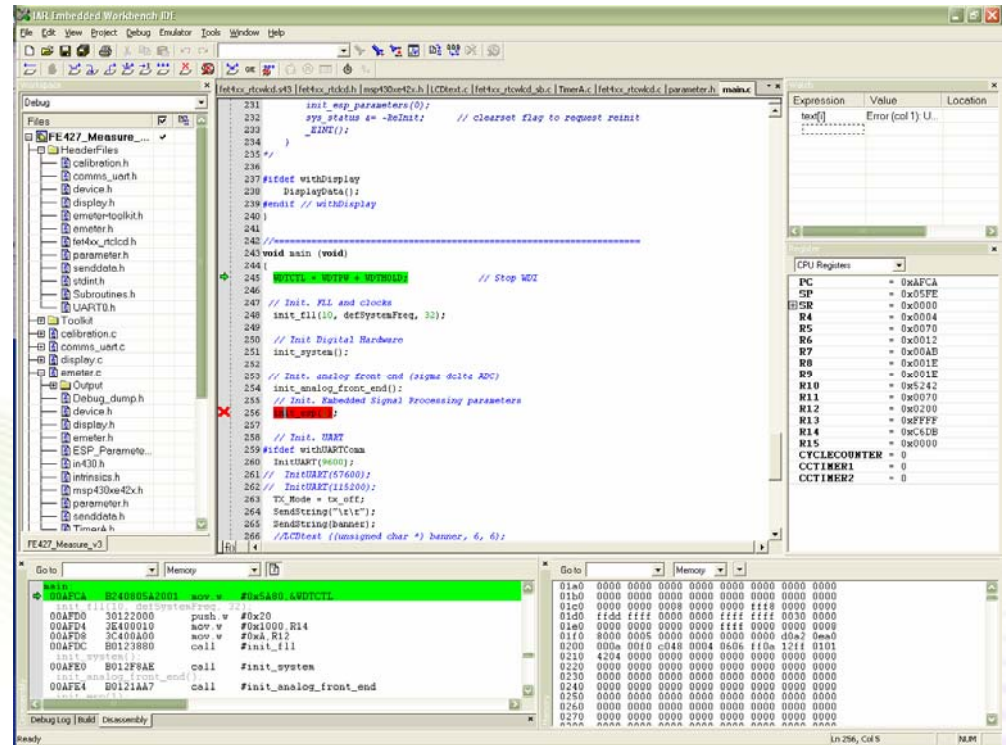 IAR Embedded Workbench IDE
File Edit View Project Debug Emulator Tools Window Help
fet4xx_rtcwlcd.s43 | fet4xx_rtclcd.h | msp430xe42x.h | LCDtext.c | fet4xx_rtcwlcd_sb.c | TimerA.c | fet4xx_rtcwlcd.c | parameter.h main.c
Debug
Files
FE427_Measure_...
HeaderFiles
calibration.h
comms_uart.h
device.h
display.h
emeter-toolkit.h
emeter.h
fet4xx_rtclcd.h
parameter.h
senddata.h
stdint.h
Subroutines.h
UART0.h
Toolkit
calibration.c
comms_uart.c
display.c
emeter.c
Output
Debug_dump.h
device.h
display.h
emeter.h
ESP_Paramete...
in430.h
intrinsics.h
msp430xe42x.h
parameter.h
senddata.h
TimerA.h
FE427_Measure_v3
231 init_esp_parameters(0);
232 sys_status &= ~ReInit; // clearset flag to request reinit
233 _EINT();
234 }
235 */
236
237 #ifdef withDisplay
238 DisplayData();
239 #endif // withDisplay
240 }
241
242 //======================================================================
243 void main (void)
244 {
245 WDTCTL = WDTPW + WDTHOLD; // Stop WDT
246
247 // Init. FLL and clocks
248 init_fll(10, defSystemFreq, 32);
249
250 // Init Digital Hardware
251 init_system();
252
253 // Init. analog front end (sigma delta ADC)
254 init_analog_front_end();
255 // Init. Embedded Signal Processing parameters
256
257
258 // Init. UART
259 #ifdef withUARTComm
260 InitUART(9600);
261 // InitUART(57600);
262 // InitUART(115200);
263 TX_Mode = tx_off;
264 SendString("\r\r");
265 SendString(banner);
266 //LCDtest ((unsigned char *) banner, 6, 6);
Expression Value Location
text[i] Error (col 1): U...
CPU Registers
PC = 0xAFCA
SP = 0x05FE
SR = 0x0000
R4 = 0x0004
R5 = 0x0070
R6 = 0x0012
R7 = 0x00AB
R8 = 0x001E
R9 = 0x001E
R10 = 0x5242
R11 = 0x0070
R12 = 0x0200
R13 = 0xFFFF
R14 = 0xC6DB
R15 = 0x0000
CYCLECOUNTER = 0
CCTIMER1 = 0
CCTIMER2 = 0
Go to Memory
main:
00AFCA B240805A2001 mov.w #0x5A80,&WDTCTL
init_fll(10, defSystemFreq, 32);
00AFD0 30122000 push.w #0x20
00AFD4 3E400010 mov.w #0x1000,R14
00AFD8 3C400A00 mov.w #0xA,R12
00AFDC B0123880 call #init_fll
init_system();
00AFE0 B012F8AE call #init_system
init_analog_front_end();
00AFE4 B0121AA7 call #init_analog_front_end
Debug Log | Build Disassembly
Go to Memory
01a0 0000 0000 0000 0000 0000 0000 0000 0000
01b0 0000 0000 0000 0000 0000 0000 0000 0000
01c0 0000 0000 0008 0000 0000 fff8 0000 0000
01d0 ffdd ffff 0000 0000 ffff ffff 0030 0000
01e0 0000 0000 0000 0000 ffff ffff 0000 0008
01f0 8000 0005 0000 0000 0000 0000 d0a2 0ea0
0200 000a 00f0 c048 0004 0606 ff0a 12ff 0101
0210 4204 0000 0000 0000 0000 0000 0000 0000
0220 0000 0000 0000 0000 0000 0000 0000 0000
0230 0000 0000 0000 0000 0000 0000 0000 0000
0240 0000 0000 0000 0000 0000 0000 0000 0000
0250 0000 0000 0000 0000 0000 0000 0000 0000
0260 0000 0000 0000 0000 0000 0000 0000 0000
0270 0000 0000 0000 0000 0000 0000 0000 0000
Ready
Ln 256, Col 5 NUM